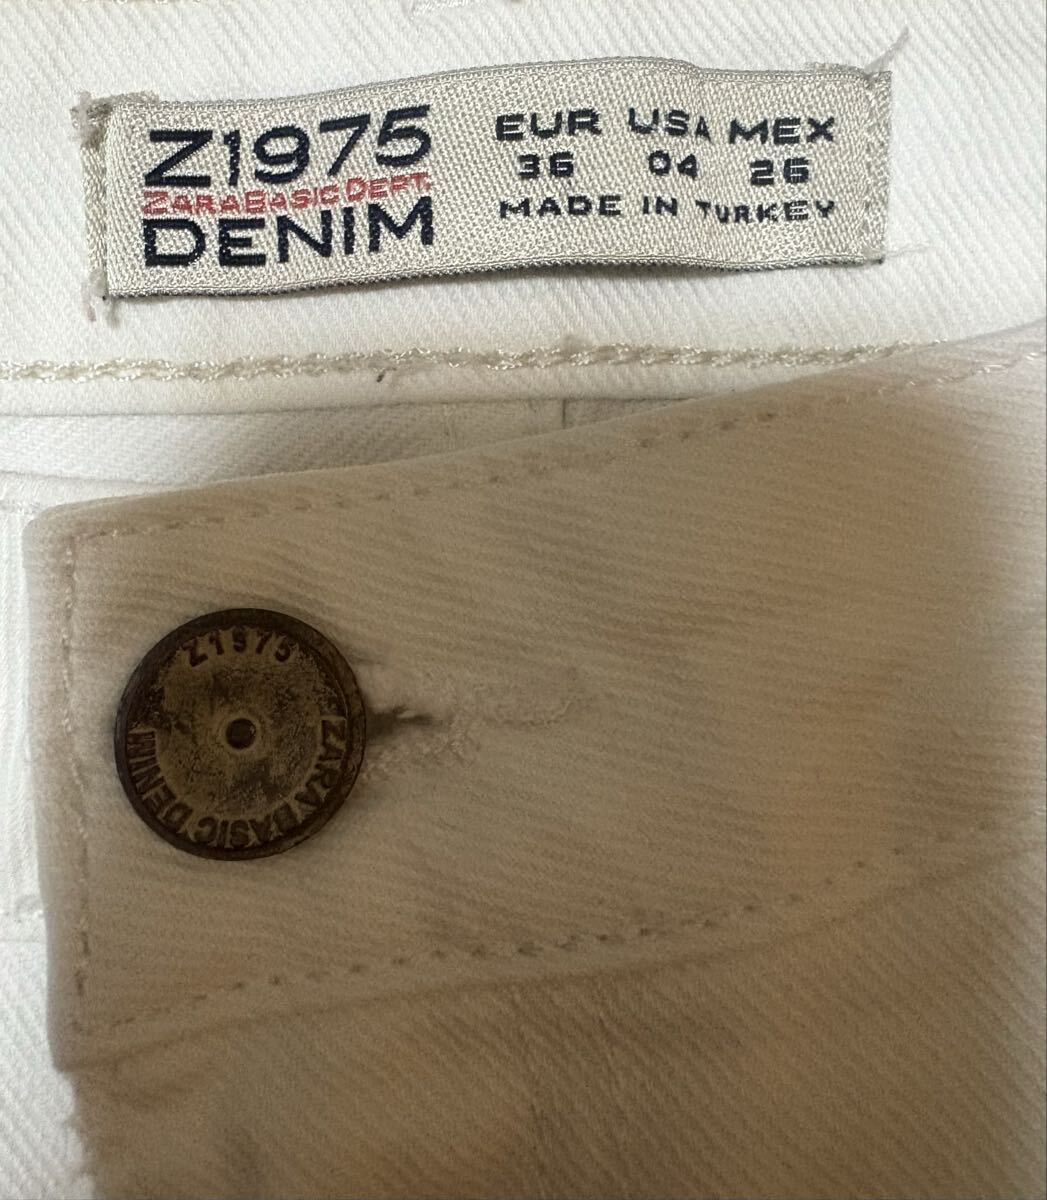 Z1975
ZARA BASIC DEPT.
DENIM
EUR USA MEX
36 04 26
MADE IN TURKEY
Z1975
ZARA BASIC DENIM